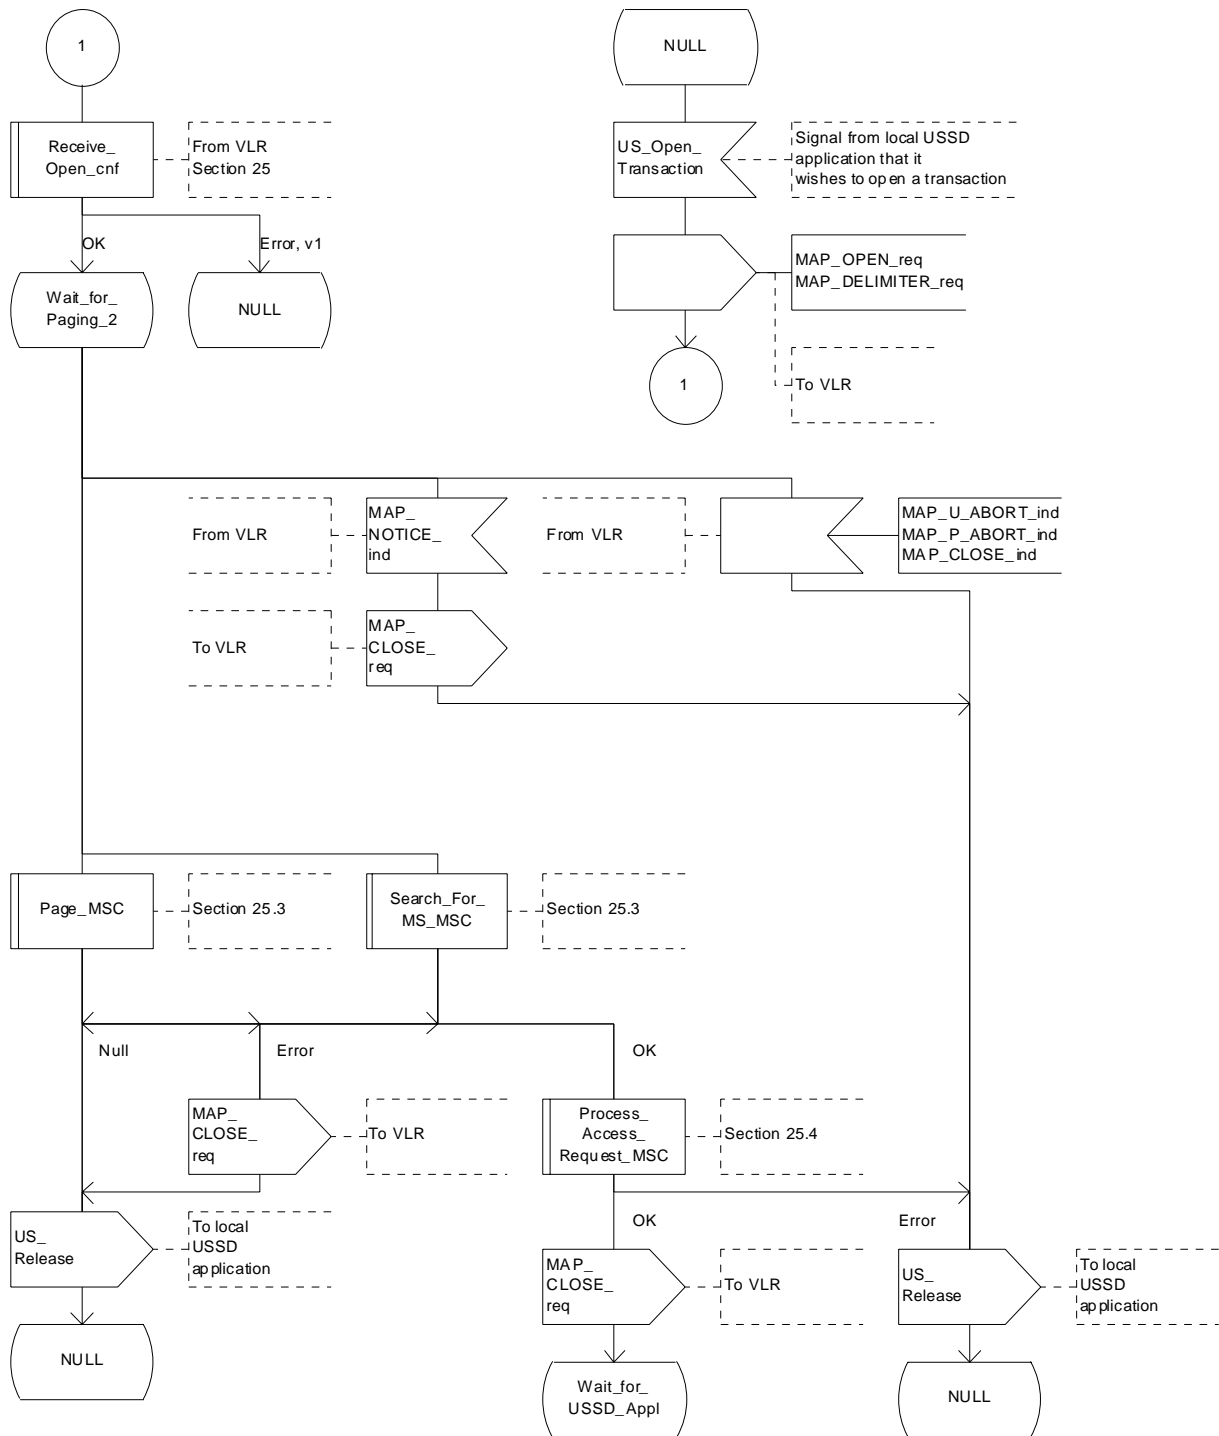 1
NULL
Receive_
Open_cnf
From VLR
Section 25
US_Open_
Transaction
Signal from local USSD
application that it
wishes to open a transaction
OK
Error, v1
MAP_OPEN_req
MAP_DELIMITER_req
Wait_for_
Paging_2
NULL
1
To VLR
From VLR
MAP_
NOTICE_
ind
From VLR
MAP_U_ABORT_ind
MAP_P_ABORT_ind
MAP_CLOSE_ind
To VLR
MAP_
CLOSE_
req
Page_MSC
Section 25.3
Search_For_
MS_MSC
Section 25.3
Null
Error
OK
MAP_
CLOSE_
req
To VLR
Process_
Access_
Request_MSC
Section 25.4
US_
Release
To local
USSD
application
OK
Error
MAP_
CLOSE_
req
To VLR
US_
Release
To local
USSD
application
NULL
Wait_for_
USSD_Appl
NULL